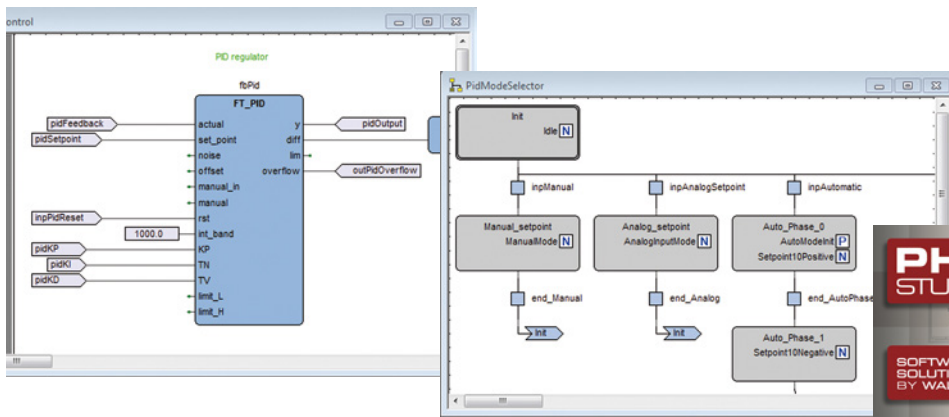 ontrol
PID regulator
fbPid
FT_PID
pidFeedback
actual
y
pidOutput
pidSetpoint
set_point
diff
noise
lim
offset
overflow
outPidOverflow
manual_in
manual
inpPidReset
rst
1000.0
int_band
pidKP
KP
pidKI
TN
pidKD
TV
limit_L
limit_H
PidModeSelector
Init
Idle N
inpManual
inpAnalogSetpoint
inpAutomatic
Manual_setpoint
ManualMode N
Analog_setpoint
AnalogInputMode N
Auto_Phase_0
AutoModeInit P
Setpoint10Positive N
end_Manual
end_Analog
end_AutoPhase
Init
Init
Auto_Phase_1
Setpoint10Negative N
PH
STU
SOFTW
SOLUTI
BY WA